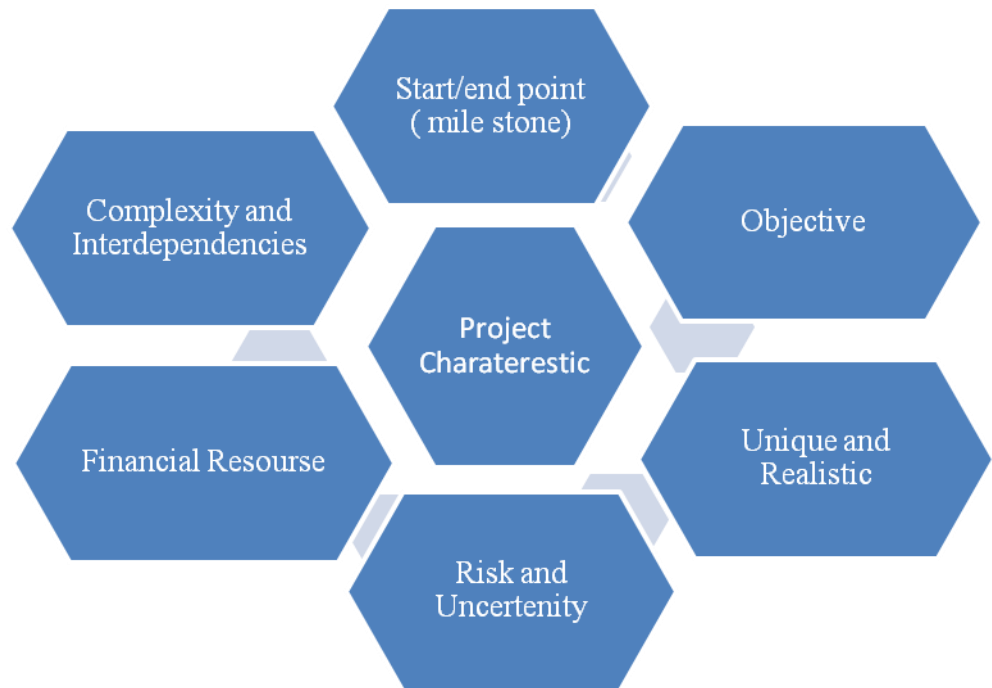 Start/end point
( mile stone)
Objective
Unique and
Realistic
Risk and
Uncertenity
Financial Resourse
Complexity and
Interdependencies
Project
Charaterestic